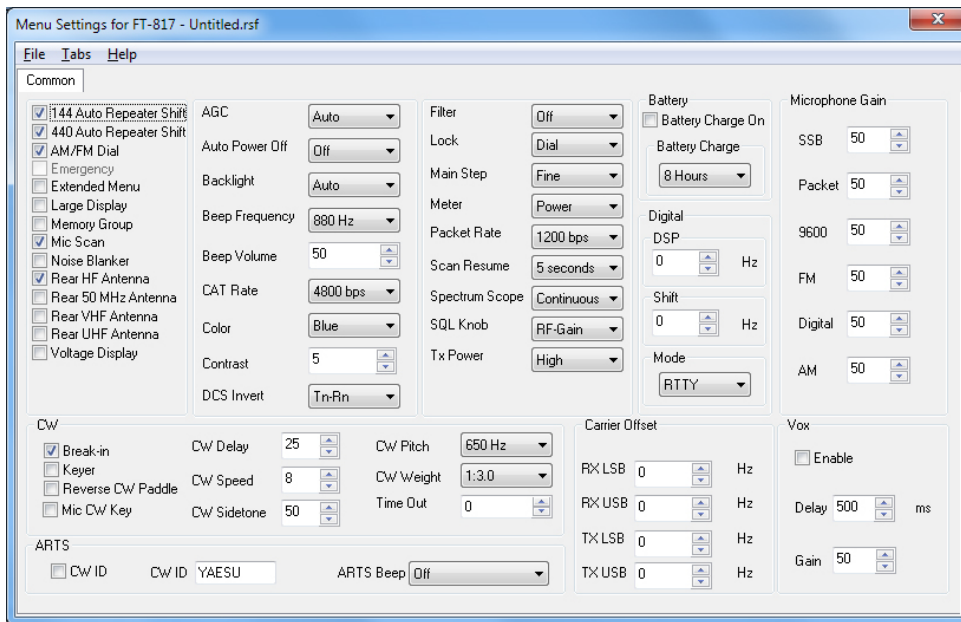 Menu Settings for FT-817 - Untitled.rsf
File Tabs Help
Common
144 Auto Repeater Shift
440 Auto Repeater Shift
AM/FM Dial
Emergency
Extended Menu
Large Display
Memory Group
Mic Scan
Noise Blanker
Rear HF Antenna
Rear 50 MHz Antenna
Rear VHF Antenna
Rear UHF Antenna
Voltage Display
AGC Auto
Auto Power Off Off
Backlight Auto
Beep Frequency 880 Hz
Beep Volume 50
CAT Rate 4800 bps
Color Blue
Contrast 5
DCS Invert Tn-Rn
Filter Off
Lock Dial
Main Step Fine
Meter Power
Packet Rate 1200 bps
Scan Resume 5 seconds
Spectrum Scope Continuous
SQL Knob RF-Gain
Tx Power High
Battery
Battery Charge On
Battery Charge
8 Hours
Digital
DSP
0 Hz
Shift
0 Hz
Mode
RTTY
Microphone Gain
SSB 50
Packet 50
9600 50
FM 50
Digital 50
AM 50
CW
Break-in
Keyer
Reverse CW Paddle
Mic CW Key
CW Delay 25
CW Speed 8
CW Sidetone 50
CW Pitch 650 Hz
CW Weight 1:3.0
Time Out 0
ARTS
CW ID CW ID YAESU ARTS Beep Off
Carrier Offset
RX LSB 0 Hz
RX USB 0 Hz
TX LSB 0 Hz
TX USB 0 Hz
Vox
Enable
Delay 500 ms
Gain 50